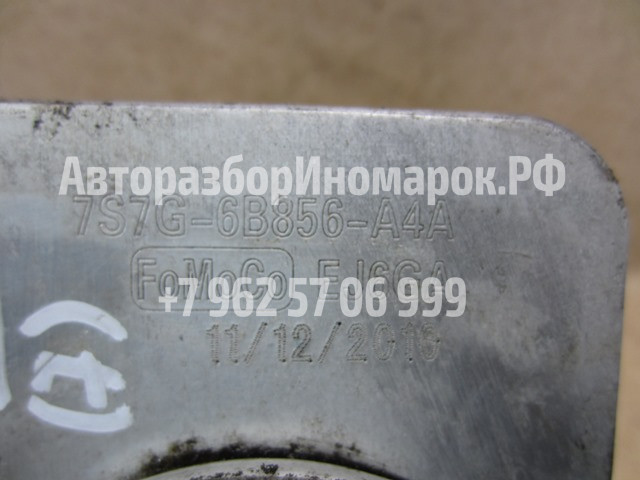 АвторазборИномарок.РФ
7S7G-6B856-A4A
FoMoCo EJ6GA
+7 962 57 06 999
11/12/2010